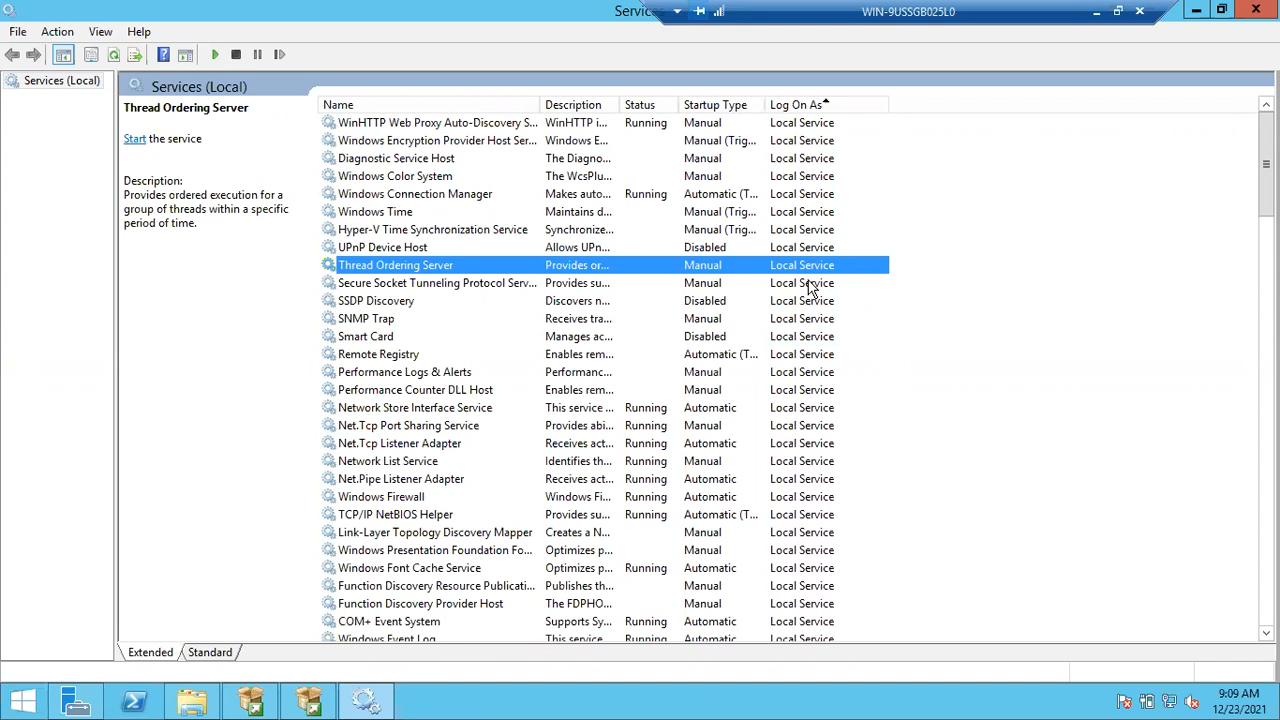 Services
WIN-9USSGB025L0
File Action View Help
Services (Local)
Services (Local)
Thread Ordering Server
Start the service
Description:
Provides ordered execution for a
group of threads within a specific
period of time.
Name Description Status Startup Type Log On As
WinHTTP Web Proxy Auto-Discovery S... WinHTTP i... Running Manual Local Service
Windows Encryption Provider Host Ser... Windows E... Manual (Trig... Local Service
Diagnostic Service Host The Diagno... Manual Local Service
Windows Color System The WcsPlu... Manual Local Service
Windows Connection Manager Makes auto... Running Automatic (T... Local Service
Windows Time Maintains d... Manual (Trig... Local Service
Hyper-V Time Synchronization Service Synchronize... Manual (Trig... Local Service
UPnP Device Host Allows UPn... Disabled Local Service
Thread Ordering Server Provides or... Manual Local Service
Secure Socket Tunneling Protocol Serv... Provides su... Manual Local Service
SSDP Discovery Discovers n... Disabled Local Service
SNMP Trap Receives tra... Manual Local Service
Smart Card Manages ac... Disabled Local Service
Remote Registry Enables rem... Automatic (T... Local Service
Performance Logs & Alerts Performanc... Manual Local Service
Performance Counter DLL Host Enables rem... Manual Local Service
Network Store Interface Service This service ... Running Automatic Local Service
Net.Tcp Port Sharing Service Provides abi... Running Manual Local Service
Net.Tcp Listener Adapter Receives act... Running Automatic Local Service
Network List Service Identifies th... Running Manual Local Service
Net.Pipe Listener Adapter Receives act... Running Automatic Local Service
Windows Firewall Windows Fi... Running Automatic Local Service
TCP/IP NetBIOS Helper Provides su... Running Automatic (T... Local Service
Link-Layer Topology Discovery Mapper Creates a N... Manual Local Service
Windows Presentation Foundation Fo... Optimizes p... Manual Local Service
Windows Font Cache Service Optimizes p... Running Automatic Local Service
Function Discovery Resource Publicati... Publishes th... Manual Local Service
Function Discovery Provider Host The FDPHO... Manual Local Service
COM+ Event System Supports Sy... Running Automatic Local Service
Windows Event Log This service Running Automatic Local Service
Extended Standard
9:09 AM
12/23/2021